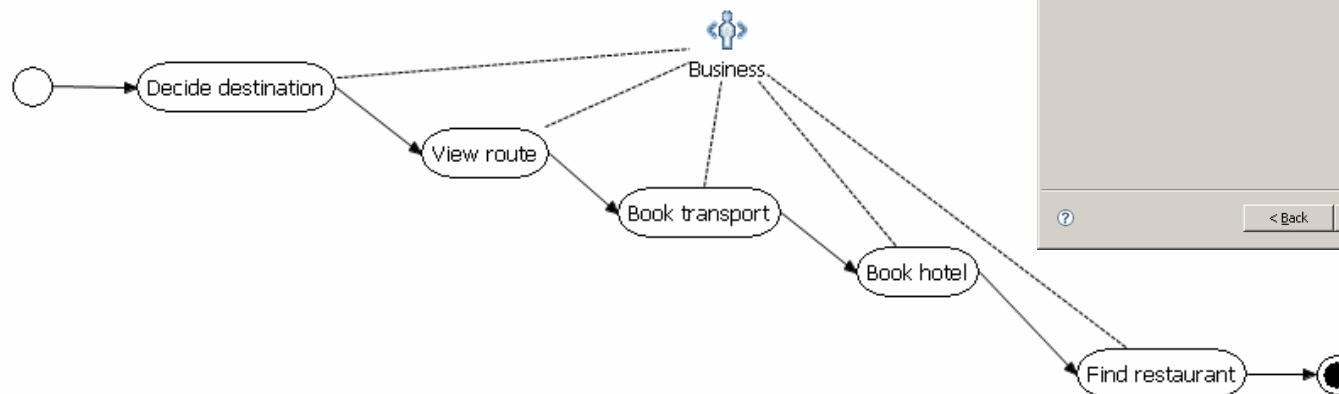 Business
Decide destination
View route
Book transport
Book hotel
? < Back
Find restaurant